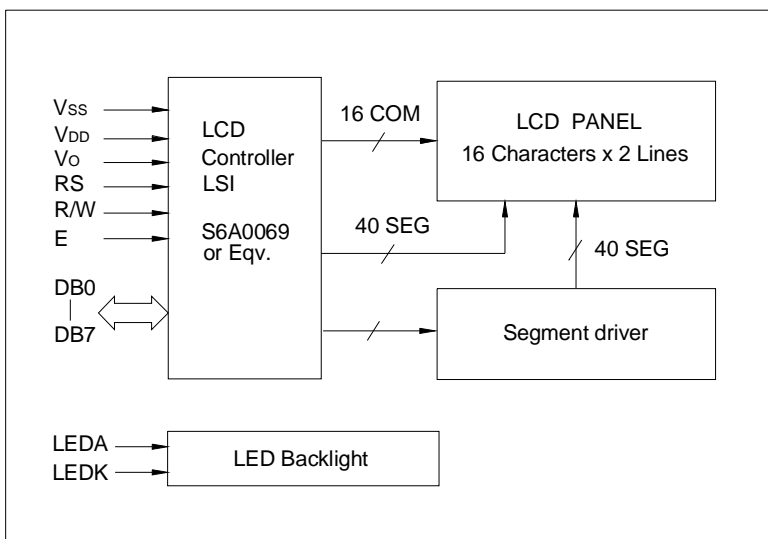 VSS
VDD
VO
RS
R/W
E
DB0
DB7
LCD
Controller
LSI
S6A0069
or Eqv.
16 COM
40 SEG
LCD PANEL
16 Characters x 2 Lines
40 SEG
Segment driver
LEDA
LEDK
LED Backlight